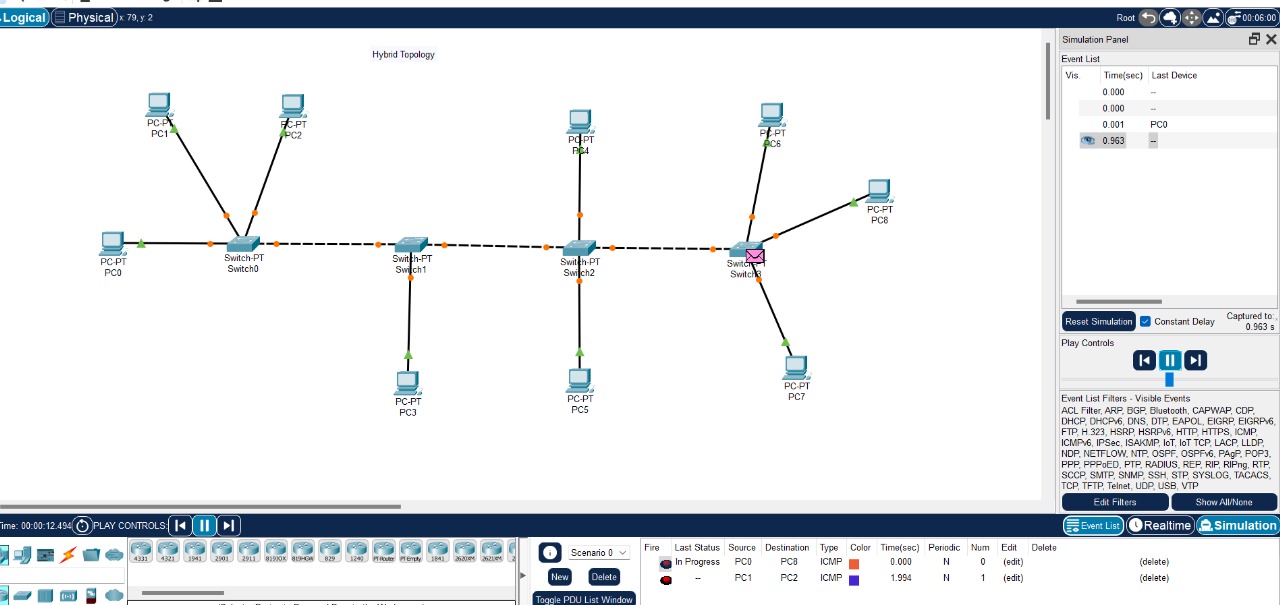 Logical Physical x: 79, y: 2 Root 00:06:00
Hybrid Topology
PC-PT
PC1
PC-PT
PC2
PC-PT
PC4
PC-PT
PC6
PC-PT
PC8
PC-PT
PC0
Switch-PT
Switch0
Switch-PT
Switch1
Switch-PT
Switch2
Switch-PT
Switch3
PC-PT
PC3
PC-PT
PC5
PC-PT
PC7
Simulation Panel
Event List
Vis. Time(sec) Last Device
0.000 --
0.000 --
0.001 PC0
0.963 --
Reset Simulation Constant Delay Captured to:
0.963 s
Play Controls
Event List Filters - Visible Events
ACL Filter, ARP, BGP, Bluetooth, CAPWAP, CDP,
DHCP, DHCPv6, DNS, DTP, EAPOL, EIGRP, EIGRPv6,
FTP, H.323, HSRP, HSRPv6, HTTP, HTTPS, ICMP,
ICMPv6, IPSec, ISAKMP, IoT, IoT TCP, LACP, LLDP,
NDP, NETFLOW, NTP, OSPF, OSPFv6, PAgP, POP3,
PPP, PPPoED, PTP, RADIUS, REP, RIP, RIPng, RTP,
SCCP, SMTP, SNMP, SSH, STP, SYSLOG, TACACS,
TCP, TFTP, Telnet, UDP, USB, VTP
Edit Filters Show All/None
Time: 00:00:12.494 PLAY CONTROLS: Event List Realtime Simulation
4331 4321 1941 2901 2911 819IOX 819HGW 829 1240 PT-Router PT-Empty 1841 2620XM 2621XM
Scenario 0
New Delete
Toggle PDU List Window
Fire Last Status Source Destination Type Color Time(sec) Periodic Num Edit Delete
In Progress PC0 PC8 ICMP 0.000 N 0 (edit) (delete)
-- PC1 PC2 ICMP 1.994 N 1 (edit) (delete)